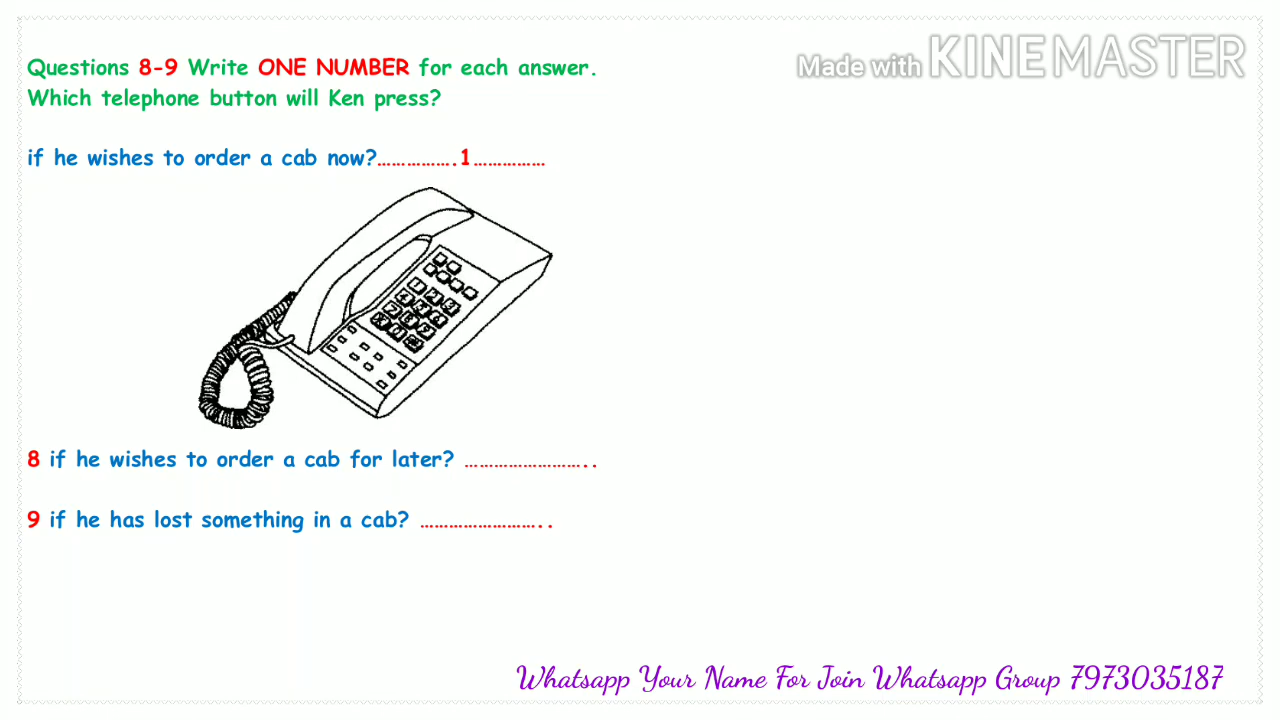 Questions 8-9 Write ONE NUMBER for each answer.
Made with KINEMASTER
Which telephone button will Ken press?
if he wishes to order a cab now?…………….1……………
8 if he wishes to order a cab for later? ……………………..
9 if he has lost something in a cab? ……………………..
Whatsapp Your Name For Join Whatsapp Group 7973035187